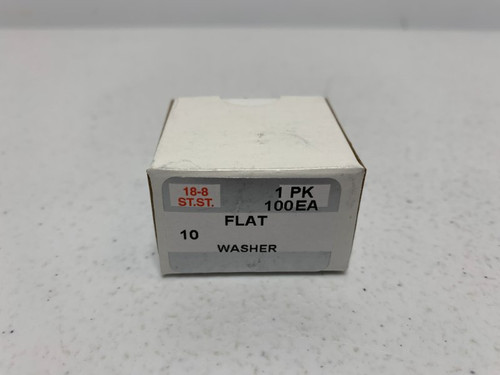 18-8 1 PK
ST.ST. 100EA
FLAT
10
WASHER